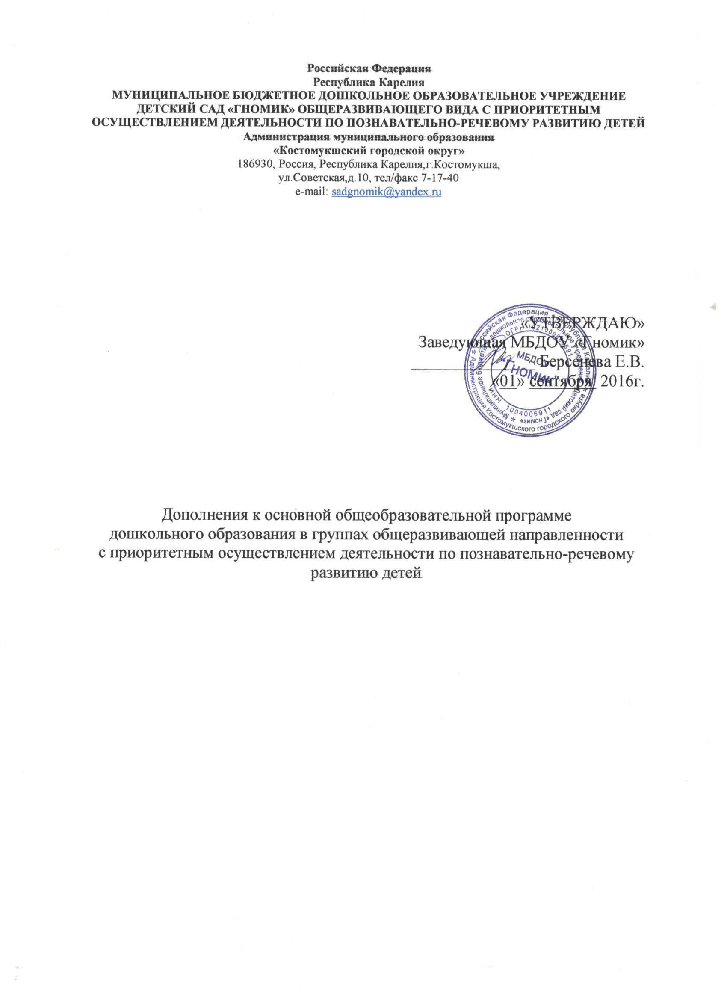 Российская Федерация
Республика Карелия
МУНИЦИПАЛЬНОЕ БЮДЖЕТНОЕ ДОШКОЛЬНОЕ ОБРАЗОВАТЕЛЬНОЕ УЧРЕЖДЕНИЕ
ДЕТСКИЙ САД «ГНОМИК» ОБЩЕРАЗВИВАЮЩЕГО ВИДА С ПРИОРИТЕТНЫМ
ОСУЩЕСТВЛЕНИЕМ ДЕЯТЕЛЬНОСТИ ПО ПОЗНАВАТЕЛЬНО-РЕЧЕВОМУ РАЗВИТИЮ ДЕТЕЙ
Администрация муниципального образования
«Костомукшский городской округ»
186930, Россия, Республика Карелия,г.Костомукша,
ул.Советская,д.10, тел/факс 7-17-40
e-mail: sadgnomik@yandex.ru
«УТВЕРЖДАЮ»
Заведующая МБДОУ «Гномик»
Берсенева Е.В.
«01» сентября 2016г.
Российская Федерация * Республика Карелия *
Администрация Костомукшского городского округа *
Муниципальное бюджетное дошкольное образовательное учреждение Детский сад «Гномик» *
ОГРН
МБДОУ
"Гномик"
ИНН 1004006911
Дополнения к основной общеобразовательной программе
дошкольного образования в группах общеразвивающей направленности
с приоритетным осуществлением деятельности по познавательно-речевому
развитию детей